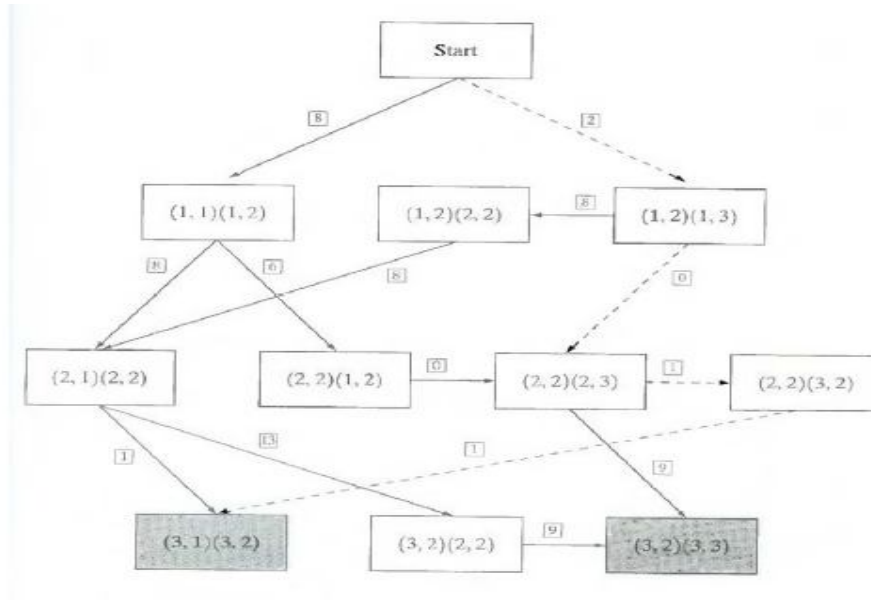 Start
8
2
(1, 1)(1, 2)
(1, 2)(2, 2)
8
(1, 2)(1, 3)
8
6
8
0
(2, 1)(2, 2)
(2, 2)(1, 2)
0
(2, 2)(2, 3)
1
(2, 2)(3, 2)
1
13
1
9
(3, 1)(3, 2)
(3, 2)(2, 2)
9
(3, 2)(3, 3)